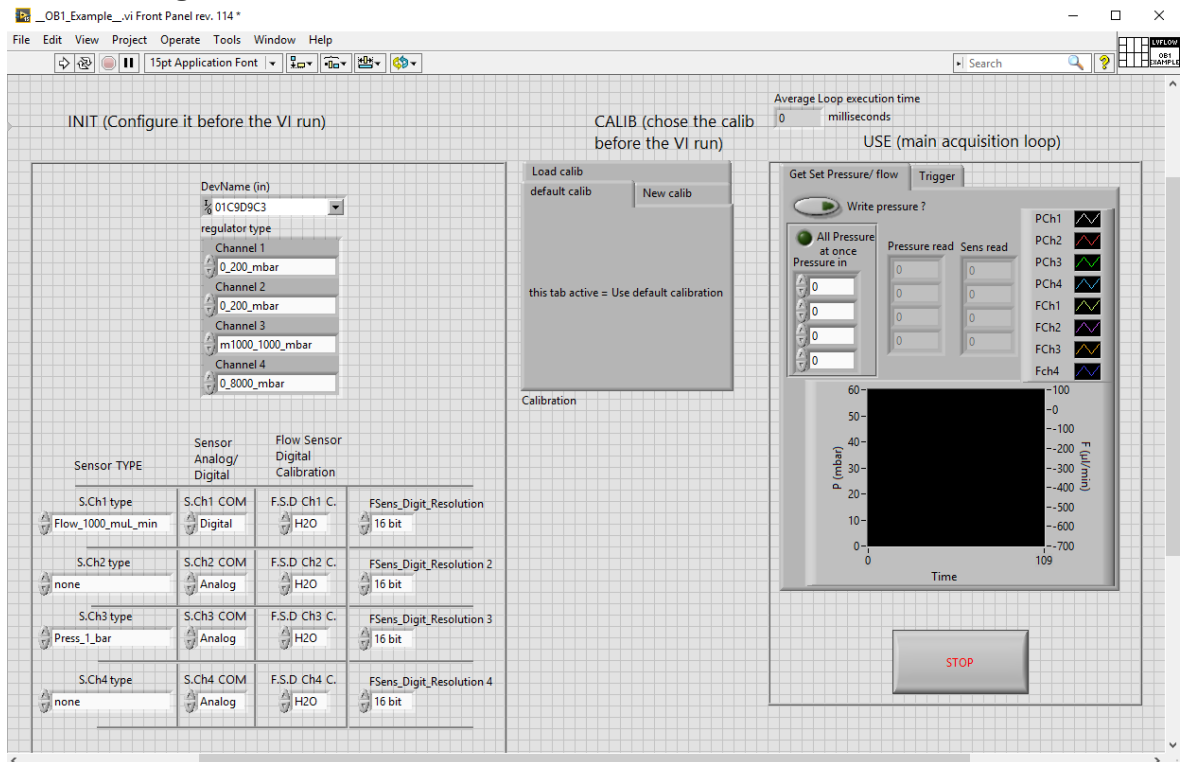 __OB1_Example__.vi Front Panel rev. 114 *
File Edit View Project Operate Tools Window Help
15pt Application Font
Search
?
LVFLOW
OB1
EXAMPLE
INIT (Configure it before the VI run)
DevName (in)
01C9D9C3
regulator type
Channel 1
0_200_mbar
Channel 2
0_200_mbar
Channel 3
m1000_1000_mbar
Channel 4
0_8000_mbar
Sensor TYPE
Sensor
Analog/
Digital
Flow Sensor
Digital
Calibration
S.Ch1 type S.Ch1 COM F.S.D Ch1 C. FSens_Digit_Resolution
Flow_1000_muL_min Digital H2O 16 bit
S.Ch2 type S.Ch2 COM F.S.D Ch2 C. FSens_Digit_Resolution 2
none Analog H2O 16 bit
S.Ch3 type S.Ch3 COM F.S.D Ch3 C. FSens_Digit_Resolution 3
Press_1_bar Analog H2O 16 bit
S.Ch4 type S.Ch4 COM F.S.D Ch4 C. FSens_Digit_Resolution 4
none Analog H2O 16 bit
CALIB (chose the calib
before the VI run)
Load calib
default calib New calib
this tab active = Use default calibration
Calibration
Average Loop execution time
0 milliseconds
USE (main acquisition loop)
Get Set Pressure/ flow Trigger
Write pressure ?
All Pressure
at once
Pressure in
0
0
0
0
Pressure read
0
0
0
0
Sens read
0
0
0
0
PCh1
PCh2
PCh3
PCh4
FCh1
FCh2
FCh3
Fch4
P (mbar)
60
50
40
30
20
10
0
100
0
-100
-200
-300
-400
-500
-600
-700
F (µl/min)
0 109
Time
STOP